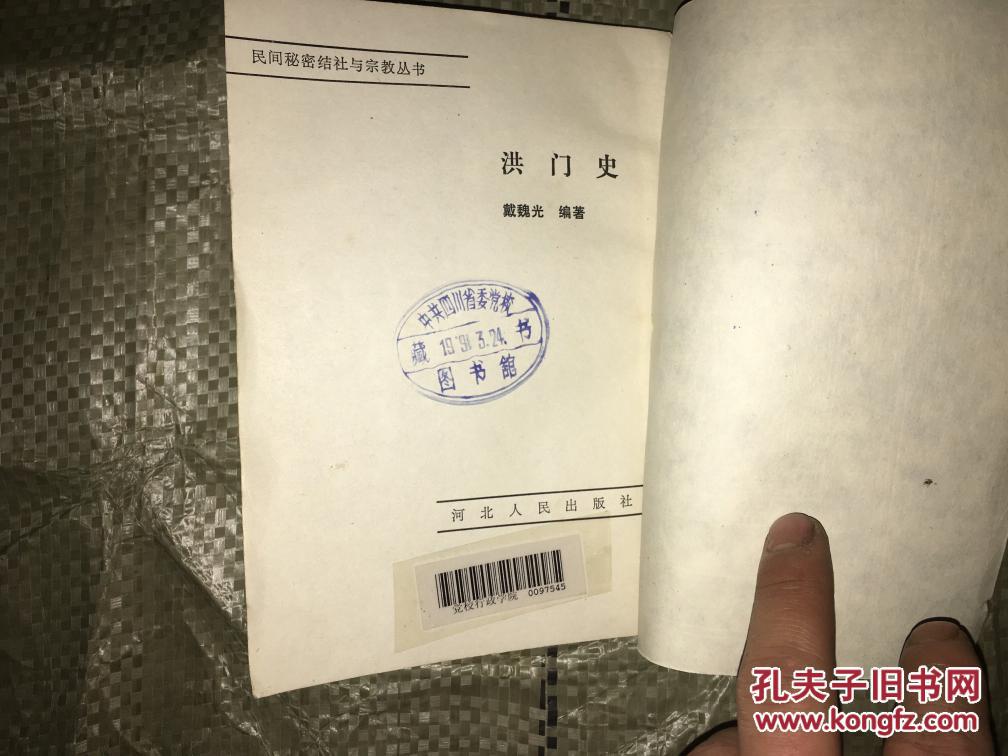 民间秘密结社与宗教丛书
洪门史
戴魏光 编著
中共四川省委党校
藏 19'91 3.24. 书
图书館
河北人民出版社
党校行政学院 0097545
孔夫子旧书网
www.kongfz.com